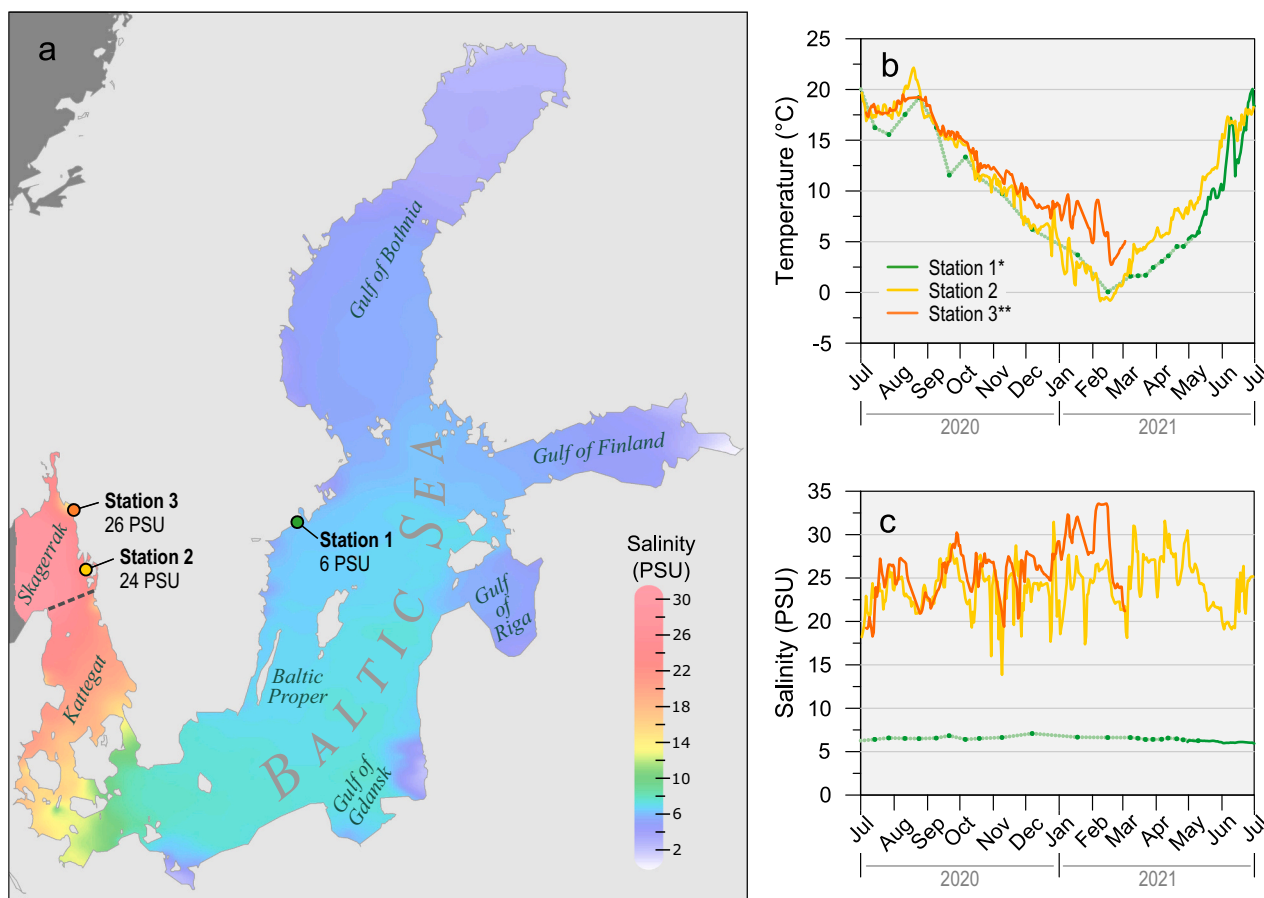 a
Gulf of Bothnia
Gulf of Finland
Station 3
26 PSU
Skagerrak
Station 2
24 PSU
Station 1
6 PSU
BALTIC SEA
Gulf
of
Riga
Kattegat
Baltic
Proper
Gulf of
Gdansk
Salinity
(PSU)
30
26
22
18
14
10
6
2
b
Temperature (°C)
25
20
15
10
5
0
-5
Station 1*
Station 2
Station 3**
Jul
Aug
Sep
Oct
Nov
Dec
Jan
Feb
Mar
Apr
May
Jun
Jul
2020
2021
c
Salinity (PSU)
35
30
25
20
15
10
5
0
Jul
Aug
Sep
Oct
Nov
Dec
Jan
Feb
Mar
Apr
May
Jun
Jul
2020
2021